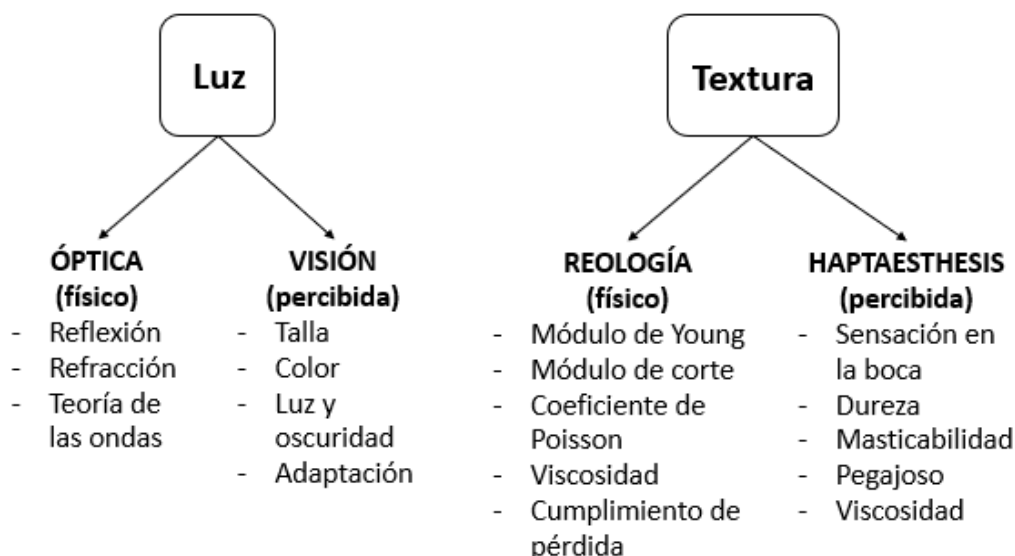 Luz
ÓPTICA
(físico)
- Reflexión
- Refracción
- Teoría de
las ondas
VISIÓN
(percibida)
- Talla
- Color
- Luz y
oscuridad
- Adaptación
Textura
REOLOGÍA
(físico)
- Módulo de Young
- Módulo de corte
- Coeficiente de
Poisson
- Viscosidad
- Cumplimiento de
pérdida
HAPTAESTHESIS
(percibida)
- Sensación en
la boca
- Dureza
- Masticabilidad
- Pegajoso
- Viscosidad